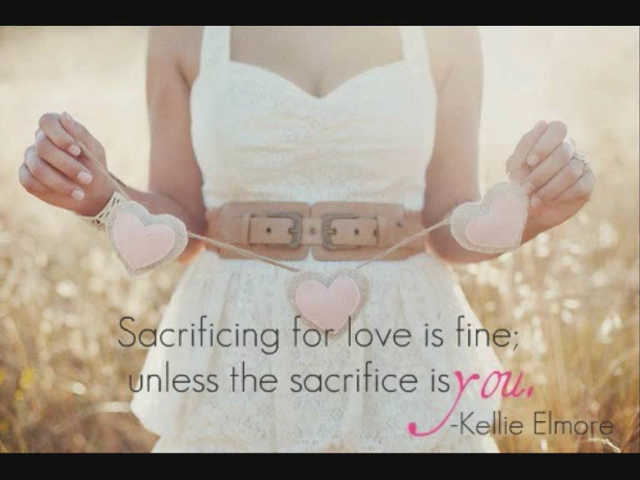 Sacrificing for love is fine;
unless the sacrifice is you.
-Kellie Elmore